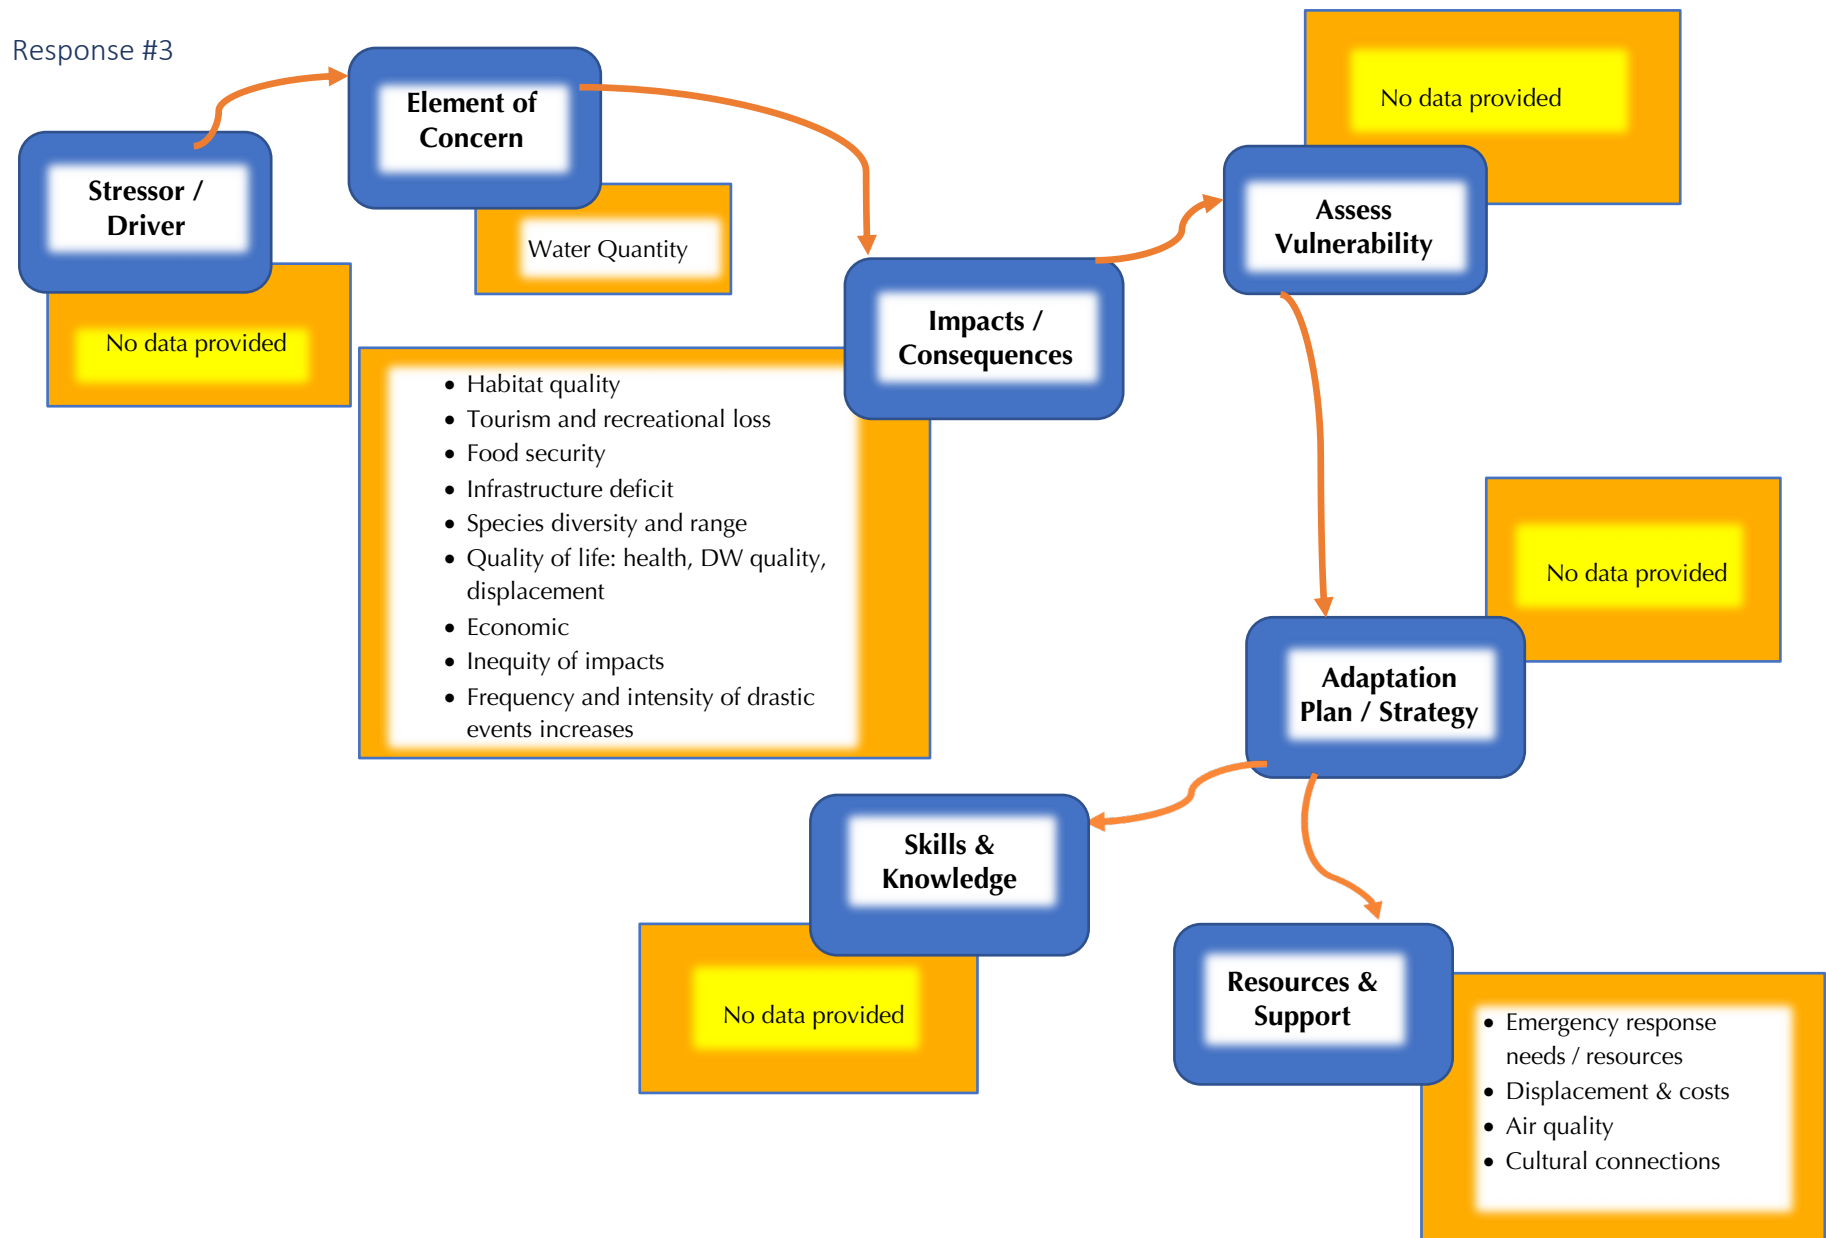 Response #3
Element of
Concern
Water Quantity
Stressor /
Driver
No data provided
Impacts /
Consequences
• Habitat quality
• Tourism and recreational loss
• Food security
• Infrastructure deficit
• Species diversity and range
• Quality of life: health, DW quality,
displacement
• Economic
• Inequity of impacts
• Frequency and intensity of drastic
events increases
No data provided
Assess
Vulnerability
No data provided
Adaptation
Plan / Strategy
Skills &
Knowledge
No data provided
Resources &
Support
• Emergency response
needs / resources
• Displacement & costs
• Air quality
• Cultural connections